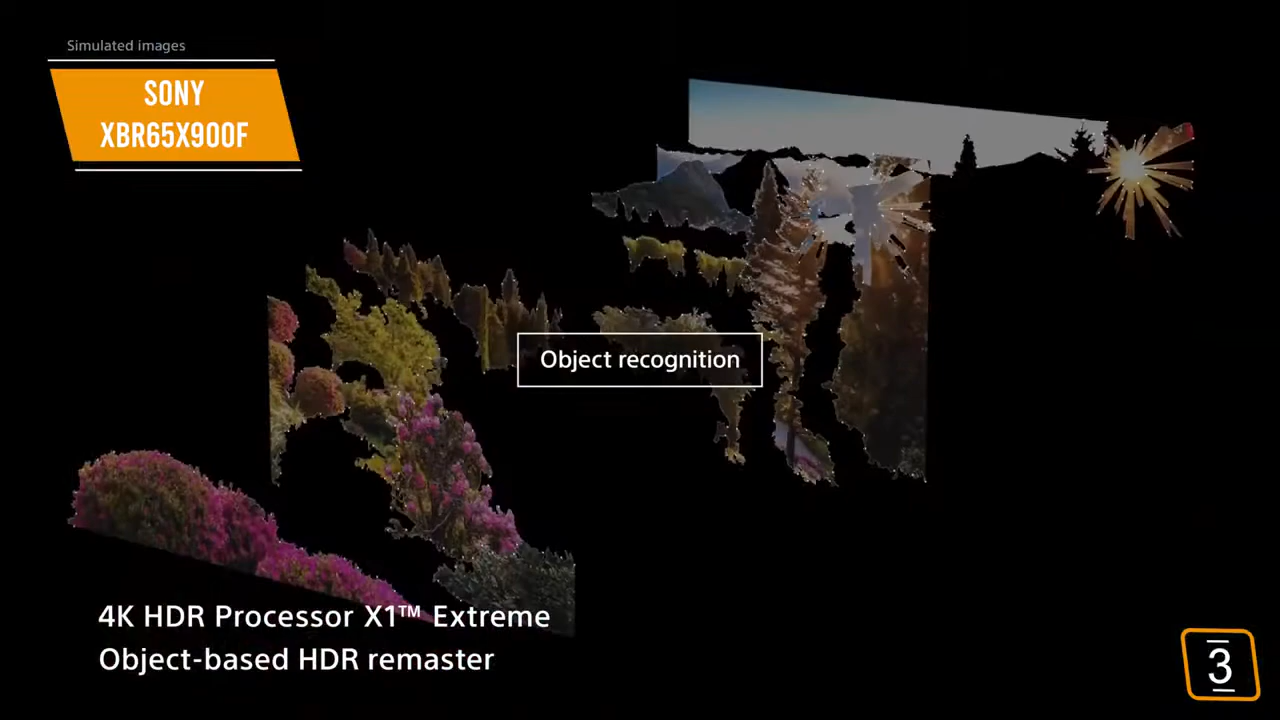 Simulated images
SONY
XBR65X900F
Object recognition
4K HDR Processor X1™ Extreme
Object-based HDR remaster
3